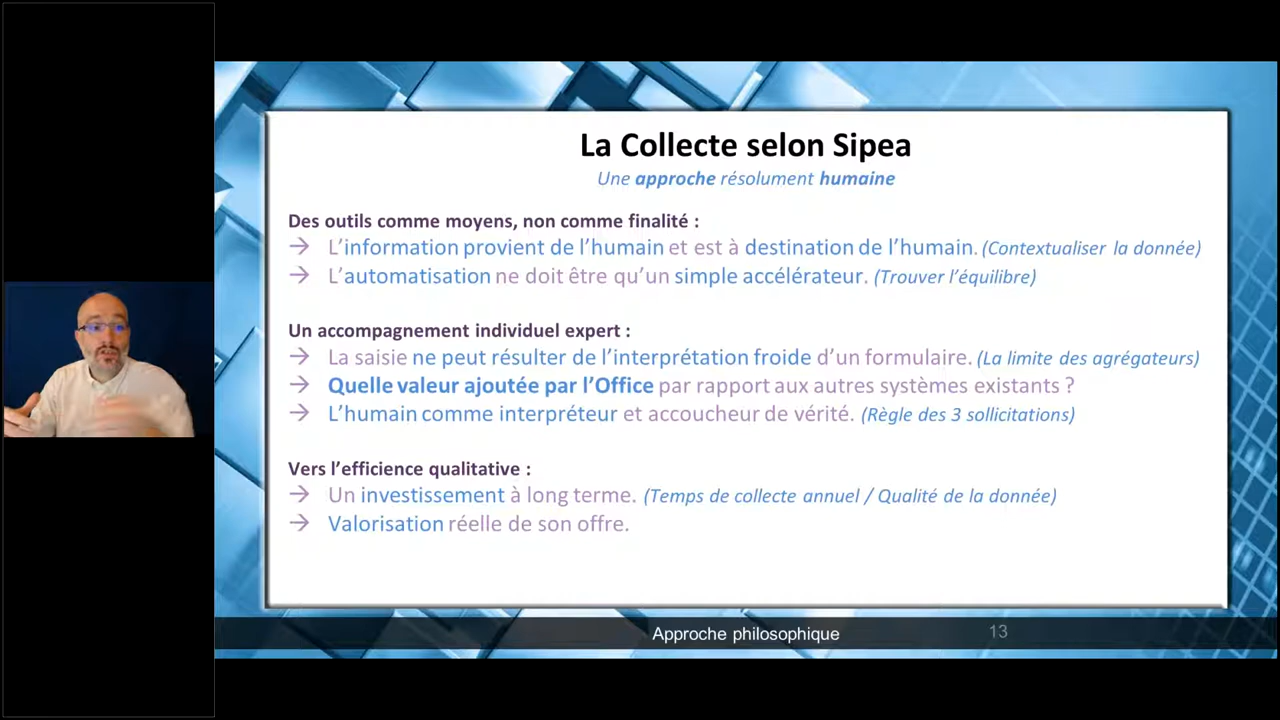 La Collecte selon Sipea
Une approche résolument humaine
Des outils comme moyens, non comme finalité :
→ L’information provient de l’humain et est à destination de l’humain. (Contextualiser la donnée)
→ L’automatisation ne doit être qu’un simple accélérateur. (Trouver l’équilibre)
Un accompagnement individuel expert :
→ La saisie ne peut résulter de l’interprétation froide d’un formulaire. (La limite des agrégateurs)
→ Quelle valeur ajoutée par l’Office par rapport aux autres systèmes existants ?
→ L’humain comme interpréteur et accoucheur de vérité. (Règle des 3 sollicitations)
Vers l’efficience qualitative :
→ Un investissement à long terme. (Temps de collecte annuel / Qualité de la donnée)
→ Valorisation réelle de son offre.
Approche philosophique
13